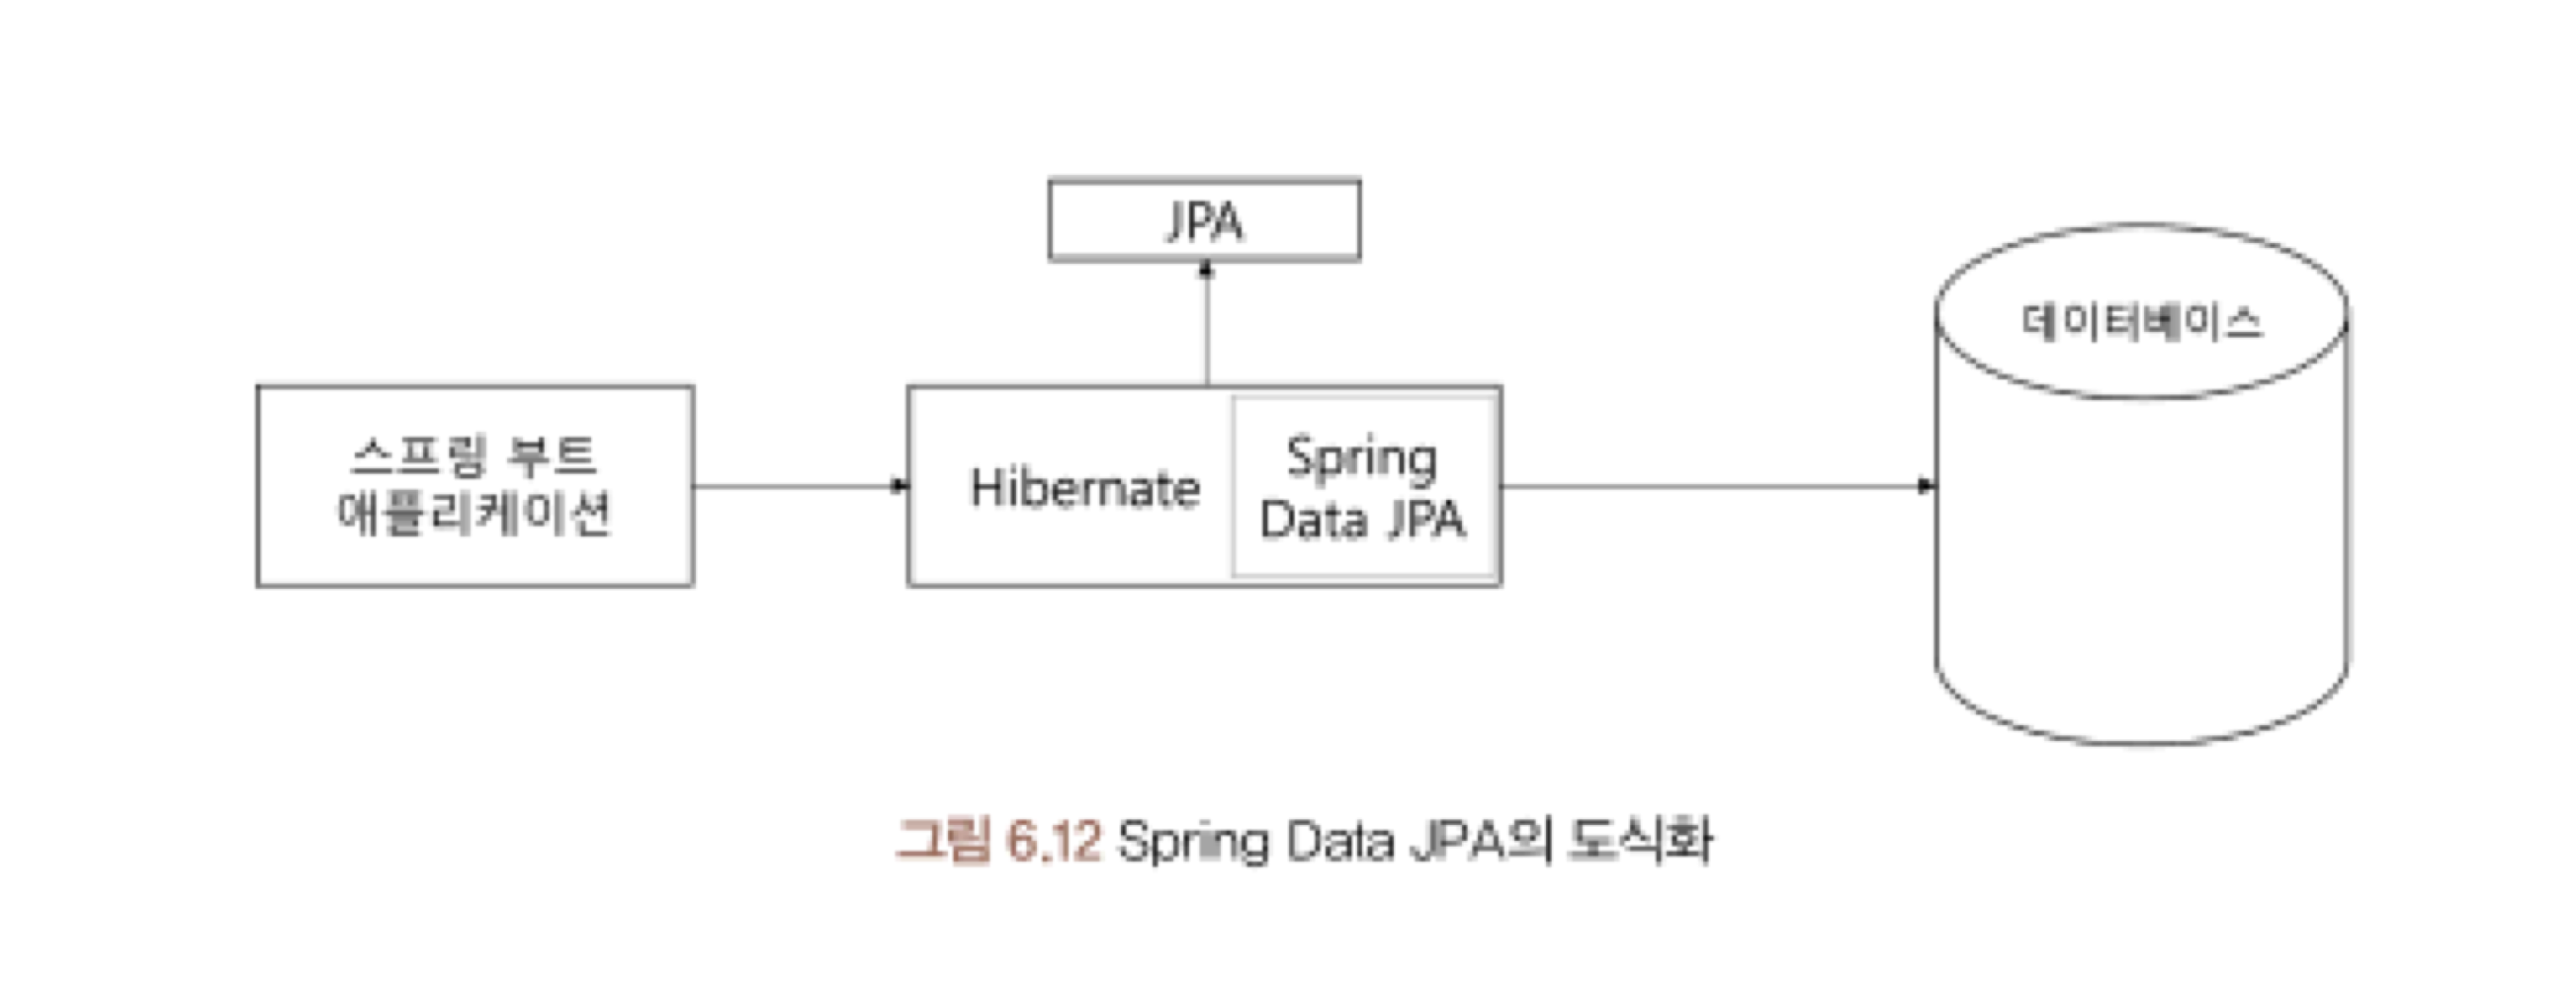 JPA
스프링 부트
애플리케이션
Hibernate
Spring
Data JPA
데이터베이스
그림 6.12 Spring Data JPA의 도식화